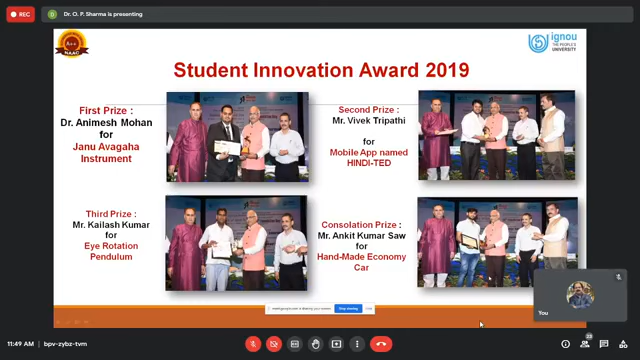 REC
D
Dr. O. P. Sharma is presenting
A++
NAAC
ignou
THE PEOPLE'S
UNIVERSITY
Student Innovation Award 2019
First Prize :
Dr. Animesh Mohan
for
Janu Avagaha
Instrument
Second Prize :
Mr. Vivek Tripathi
for
Mobile App named
HINDI-TED
Third Prize :
Mr. Kailash Kumar
for
Eye Rotation
Pendulum
Consolation Prize :
Mr. Ankit Kumar Saw
for
Hand-Made Economy
Car
Stop sharing
Hide
You
11:49 AM | bpv-zybz-tvm